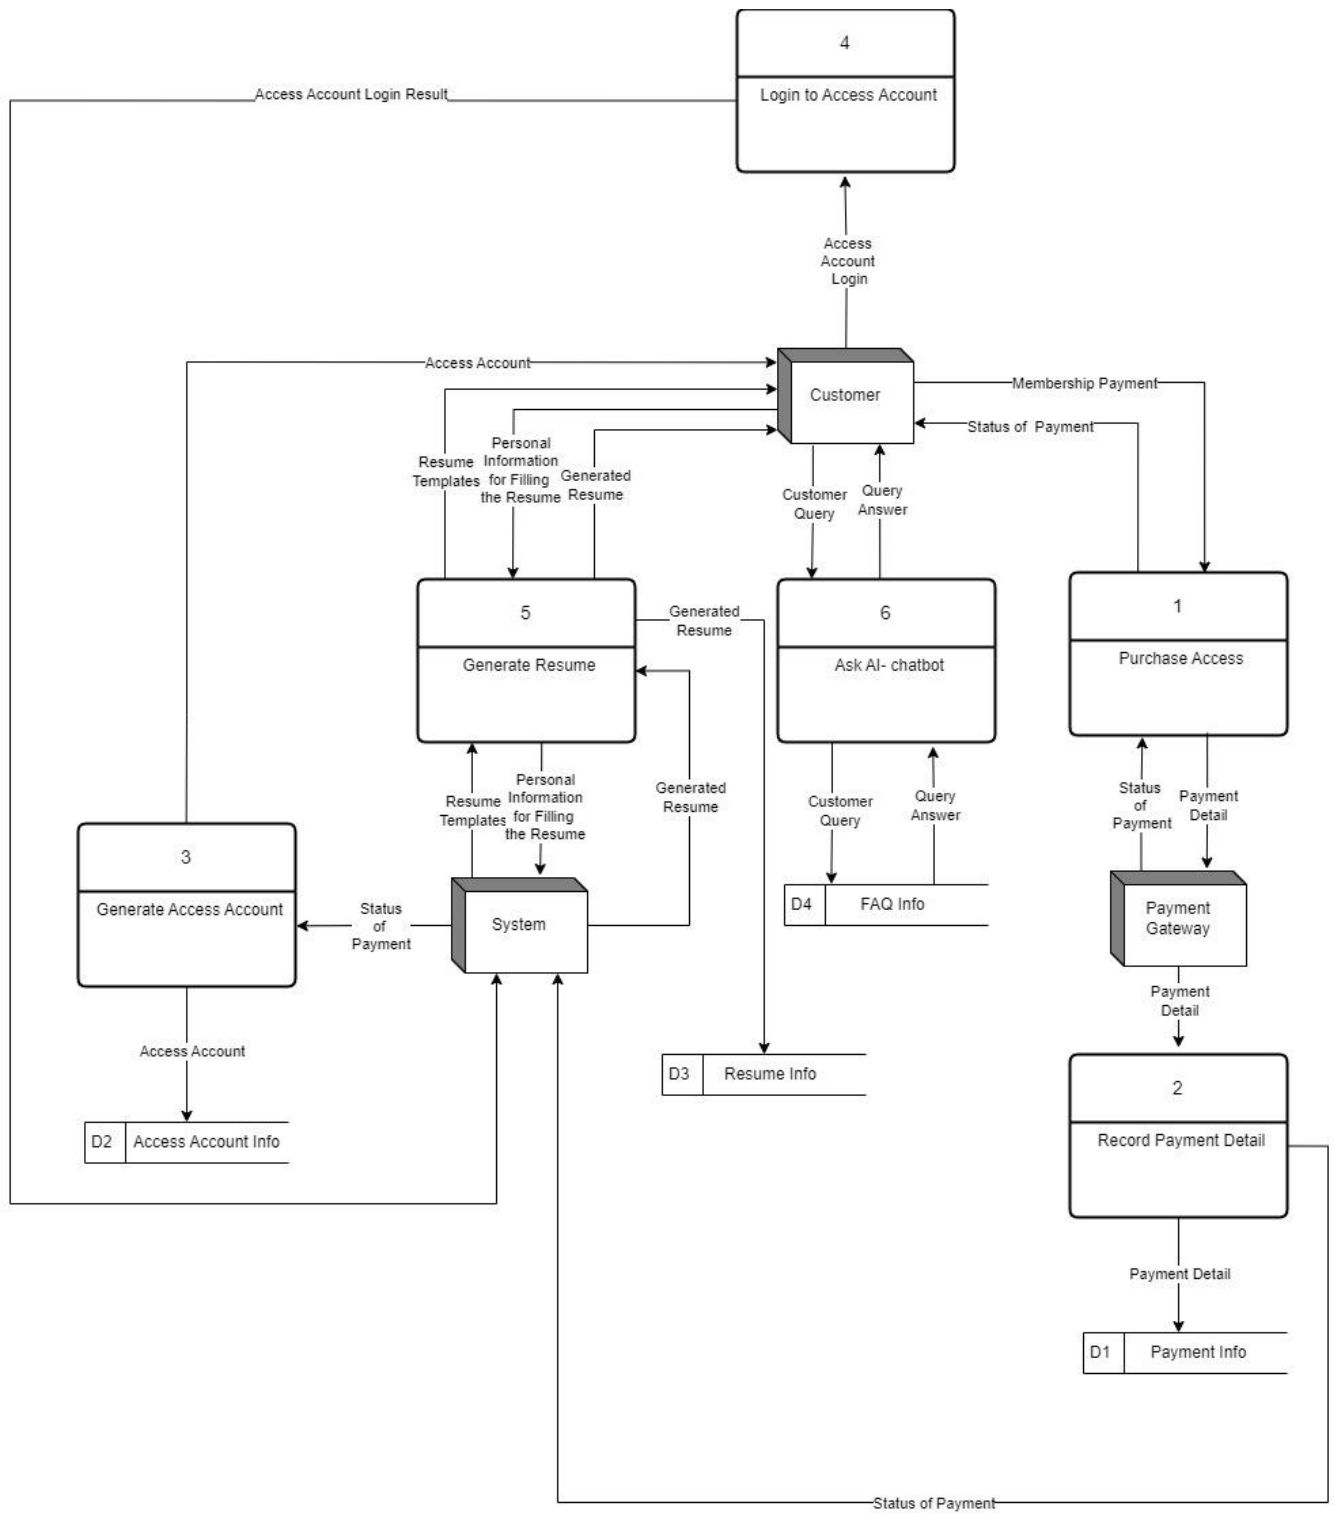 4
Login to Access Account
Access Account Login Result
Access
Account
Login
Access Account
Customer
Membership Payment
Status of  Payment
Resume
Templates
Personal
Information
for Filling
the Resume
Generated
Resume
Customer
Query
Query
Answer
5
Generate Resume
Generated
Resume
6
Ask AI- chatbot
1
Purchase Access
Resume
Templates
Personal
Information
for Filling
the Resume
Generated
Resume
Customer
Query
Query
Answer
Status
of
Payment
Payment
Detail
3
Generate Access Account
Status
of
Payment
System
D4
FAQ Info
Payment
Gateway
Payment
Detail
Access Account
D3
Resume Info
2
Record Payment Detail
D2
Access Account Info
Payment Detail
D1
Payment Info
Status of Payment